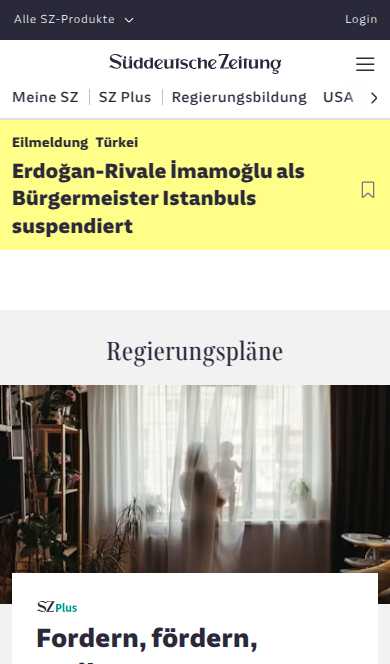 Alle SZ-Produkte Login
Süddeutsche Zeitung
Meine SZ SZ Plus Regierungsbildung USA
Eilmeldung Türkei
Erdoğan-Rivale İmamoğlu als
Bürgermeister Istanbuls
suspendiert
Regierungspläne
SZ Plus
Fordern, fördern,